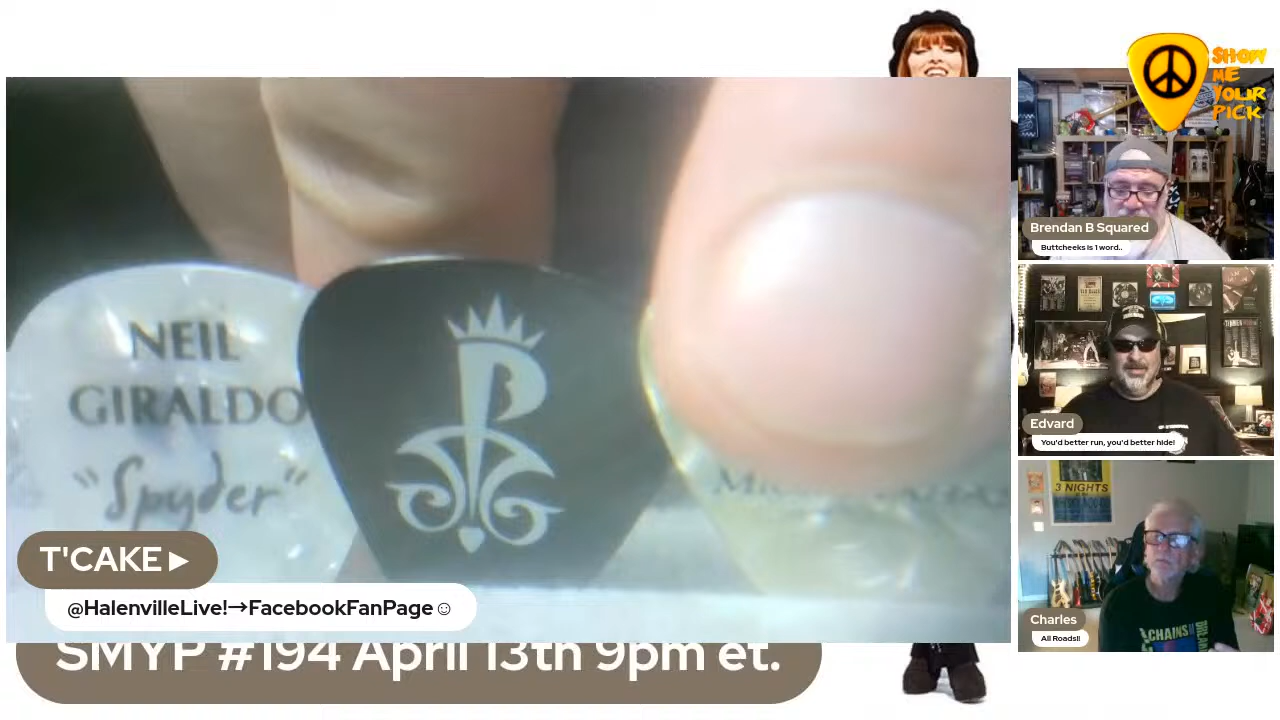 SHOW
ME
YOUR
PICK
NEIL
GIRALDO
"Spyder"
T'CAKE ▶
@HalenvilleLive!→FacebookFanPage☺
SMYP #194 April 13th 9pm et.
Brendan B Squared
Buttcheeks is 1 word..
Edvard
You'd better run, you'd better hide!
3 NIGHTS
Charles
All Roads!!
CHAINS